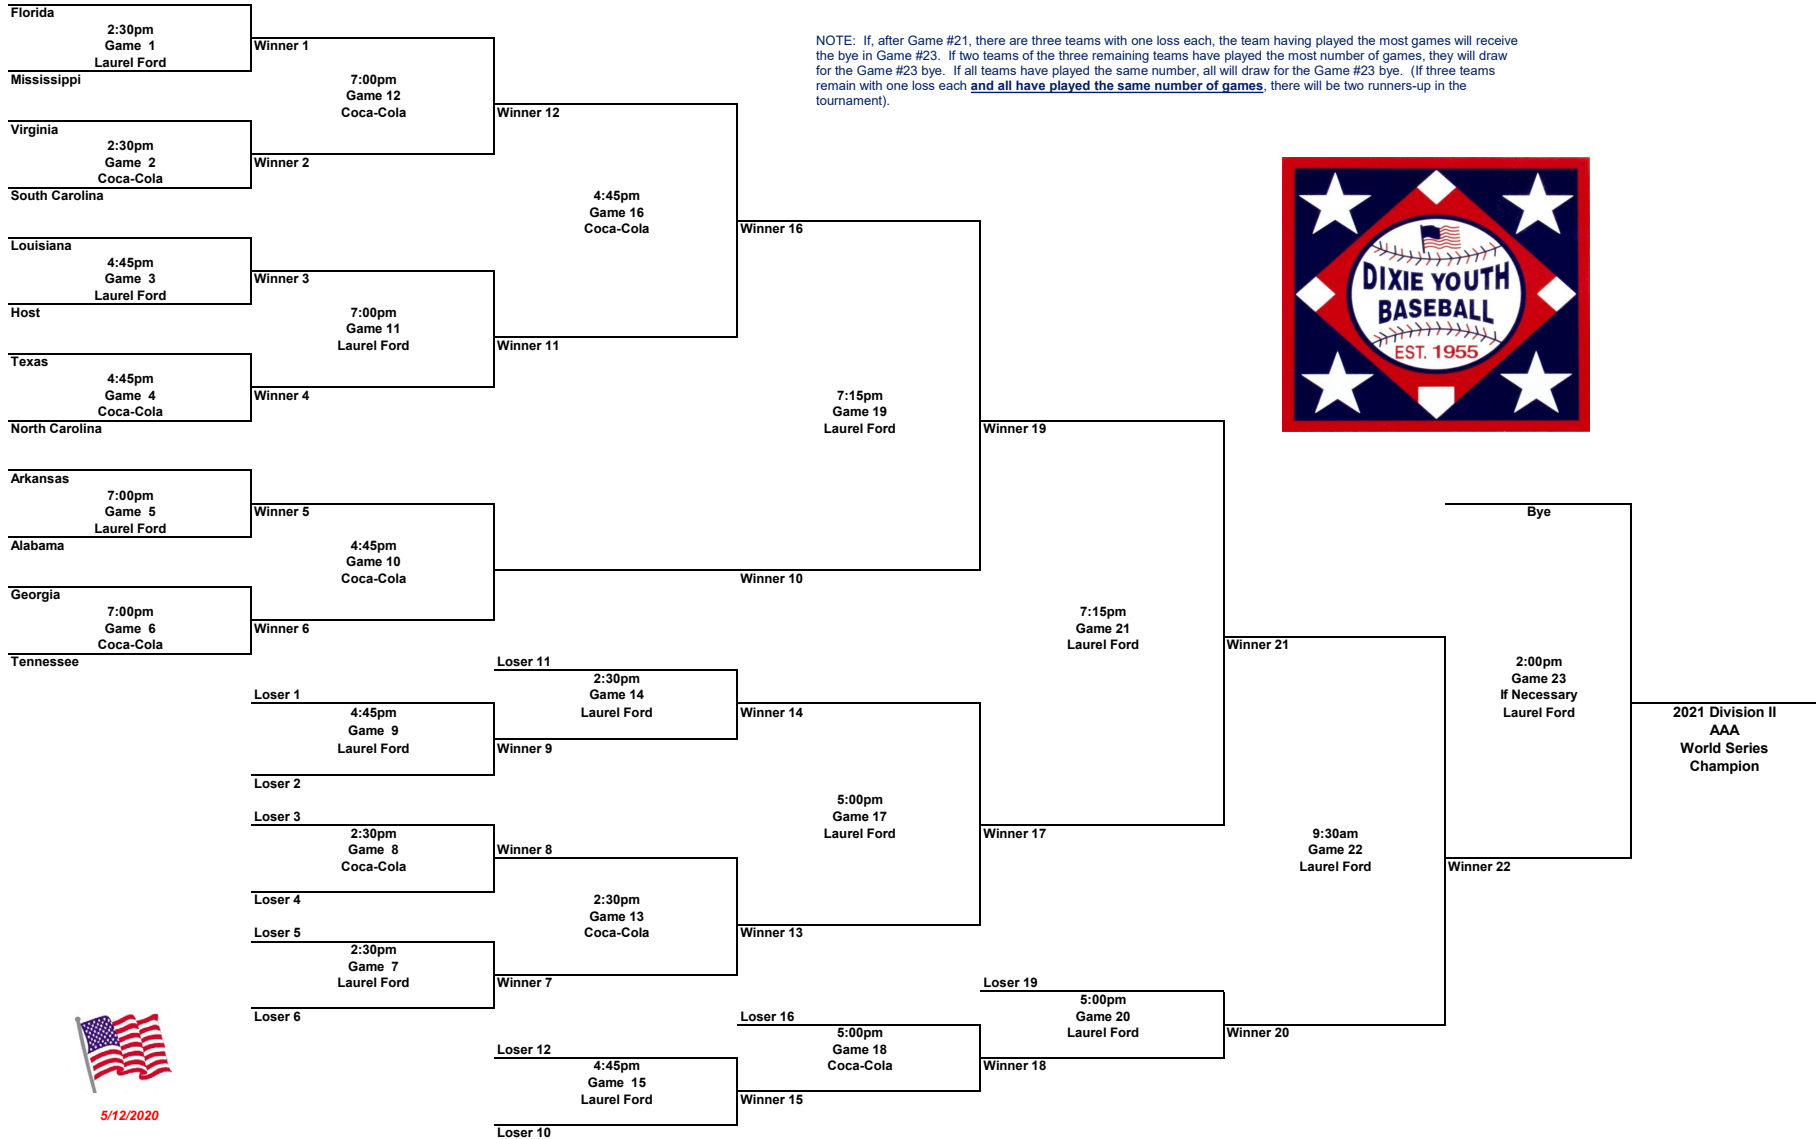 Florida
2:30pm
Game 1
Laurel Ford
Winner 1
Mississippi
7:00pm
Game 12
Coca-Cola
Winner 12
Virginia
2:30pm
Game 2
Coca-Cola
Winner 2
South Carolina
4:45pm
Game 16
Coca-Cola
Winner 16
Louisiana
4:45pm
Game 3
Laurel Ford
Winner 3
Host
7:00pm
Game 11
Laurel Ford
Winner 11
Texas
4:45pm
Game 4
Coca-Cola
Winner 4
North Carolina
7:15pm
Game 19
Laurel Ford
Winner 19
Arkansas
7:00pm
Game 5
Laurel Ford
Winner 5
Alabama
4:45pm
Game 10
Coca-Cola
Winner 10
Georgia
7:00pm
Game 6
Coca-Cola
Winner 6
Tennessee
NOTE: If, after Game #21, there are three teams with one loss each, the team having played the most games will receive
the bye in Game #23. If two teams of the three remaining teams have played the most number of games, they will draw
for the Game #23 bye. If all teams have played the same number, all will draw for the Game #23 bye. (If three teams
remain with one loss each and all have played the same number of games, there will be two runners-up in the
tournament).
DIXIE YOUTH
BASEBALL
EST. 1955
7:15pm
Game 21
Laurel Ford
Winner 21
Bye
2:00pm
Game 23
If Necessary
Laurel Ford
2021 Division II
AAA
World Series
Champion
Loser 11
2:30pm
Game 14
Laurel Ford
Winner 14
Loser 1
4:45pm
Game 9
Laurel Ford
Winner 9
Loser 2
5:00pm
Game 17
Laurel Ford
Winner 17
Loser 3
2:30pm
Game 8
Coca-Cola
Winner 8
Loser 4
2:30pm
Game 13
Coca-Cola
Winner 13
Loser 5
2:30pm
Game 7
Laurel Ford
Winner 7
Loser 6
9:30am
Game 22
Laurel Ford
Winner 22
Loser 19
5:00pm
Game 20
Laurel Ford
Winner 20
Loser 16
5:00pm
Game 18
Coca-Cola
Winner 18
Loser 12
4:45pm
Game 15
Laurel Ford
Winner 15
Loser 10
5/12/2020